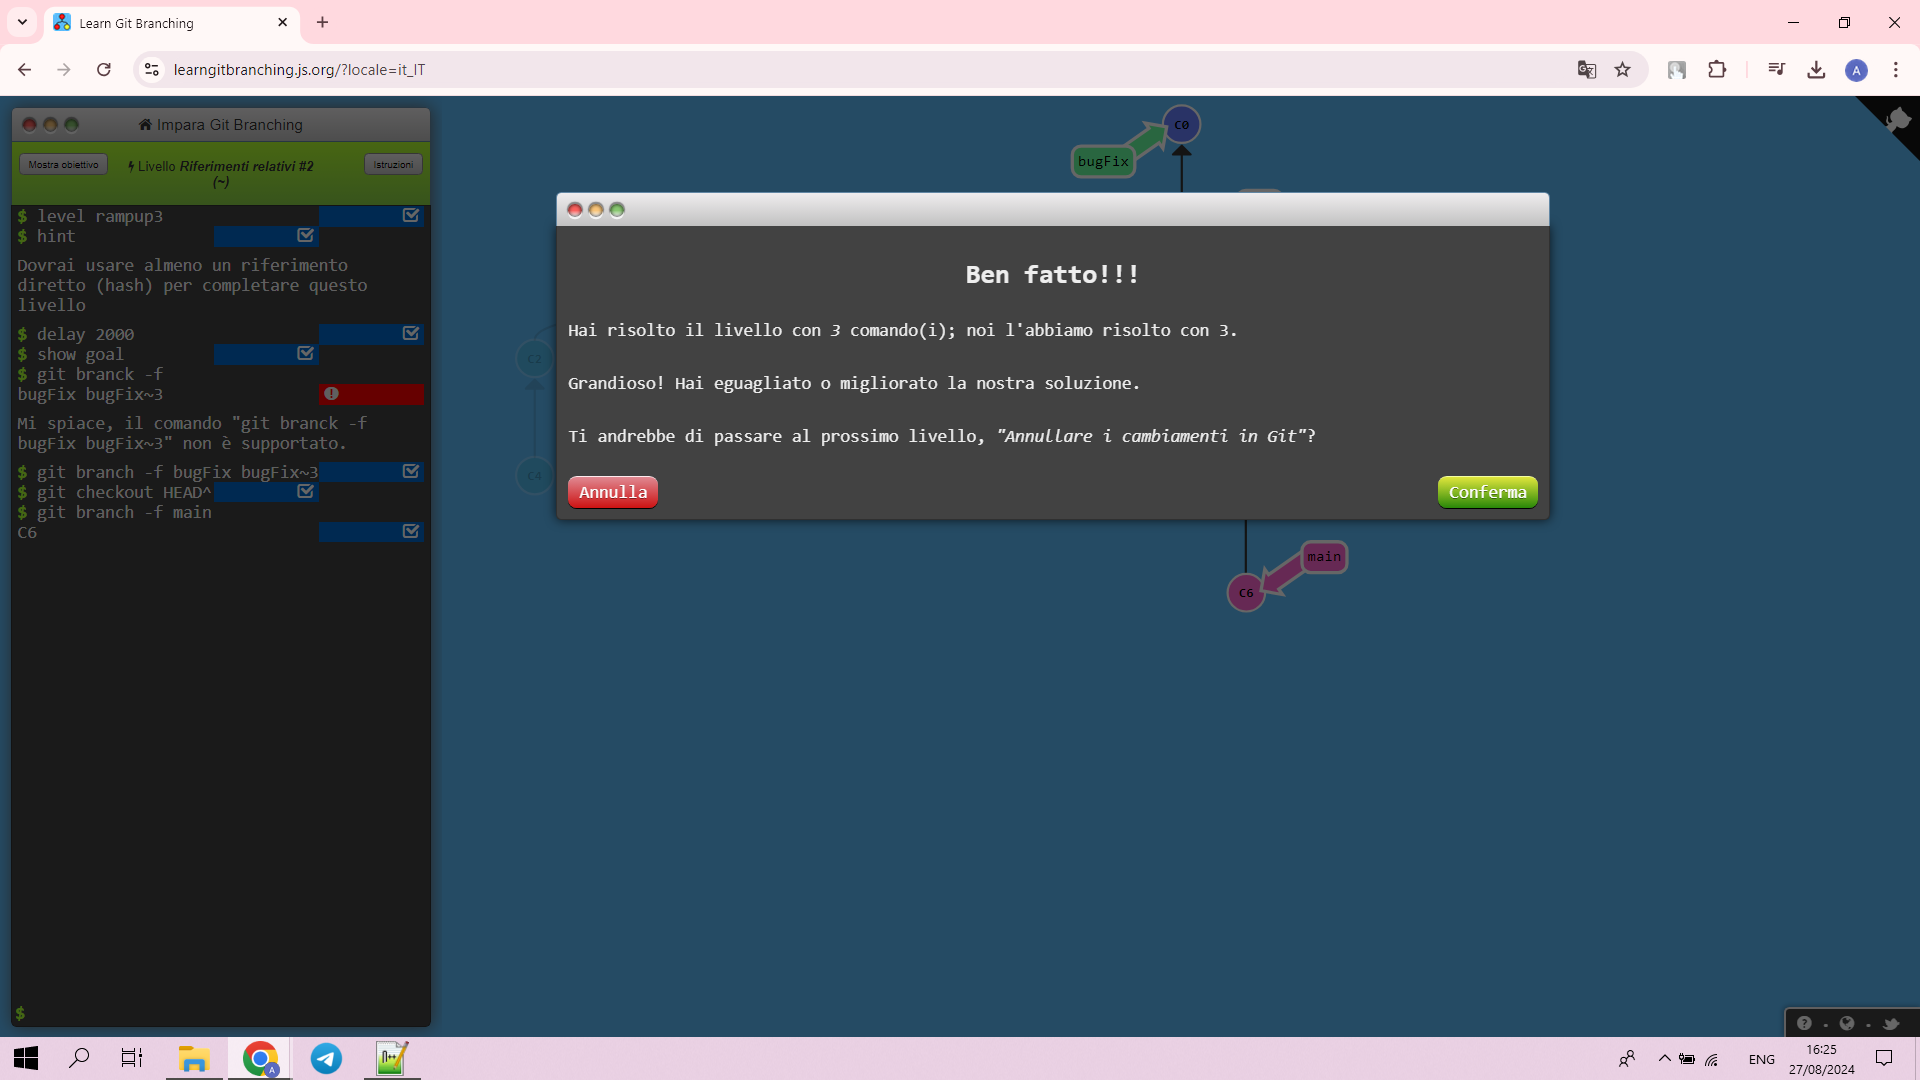 Learn Git Branching
learngitbranching.js.org/?locale=it_IT
A
Impara Git Branching
Mostra obiettivo
Livello Riferimenti relativi #2
(~)
Istruzioni
$ level rampup3
$ hint
Dovrai usare almeno un riferimento
diretto (hash) per completare questo
livello
$ delay 2000
$ show goal
$ git branck -f
bugFix bugFix~3
Mi spiace, il comando "git branck -f
bugFix bugFix~3" non è supportato.
$ git branch -f bugFix bugFix~3
$ git checkout HEAD^
$ git branch -f main
C6
$
C0
bugFix
C2
C4
Ben fatto!!!
Hai risolto il livello con 3 comando(i); noi l'abbiamo risolto con 3.
Grandioso! Hai eguagliato o migliorato la nostra soluzione.
Ti andrebbe di passare al prossimo livello, "Annullare i cambiamenti in Git"?
Annulla
Conferma
main
C6
A
ENG
16:25
27/08/2024